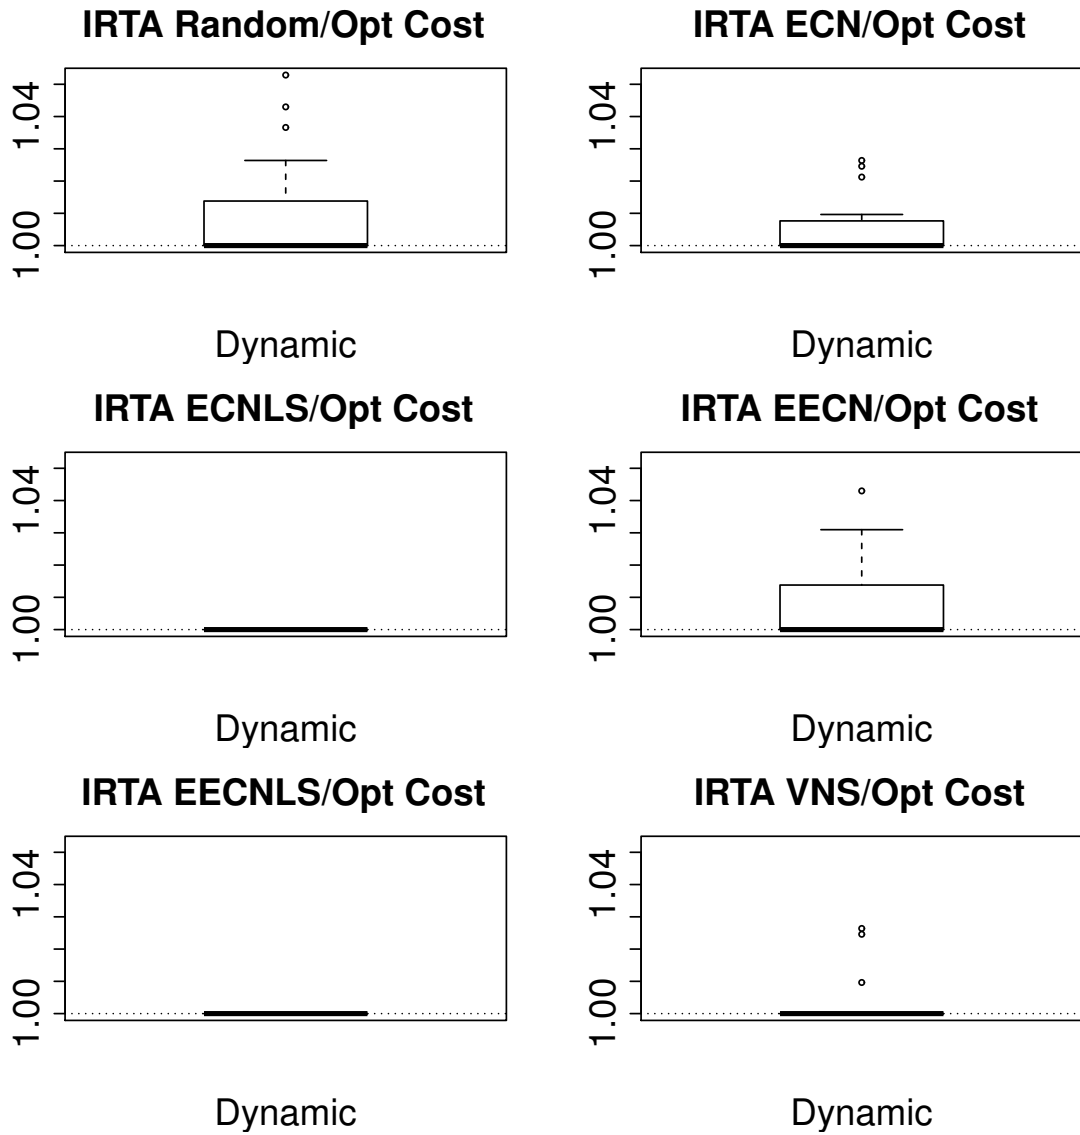 IRTA Random/Opt Cost
1.04
1.00
Dynamic
IRTA ECN/Opt Cost
1.04
1.00
Dynamic
IRTA ECNLS/Opt Cost
1.04
1.00
Dynamic
IRTA EECN/Opt Cost
1.04
1.00
Dynamic
IRTA EECNLS/Opt Cost
1.04
1.00
Dynamic
IRTA VNS/Opt Cost
1.04
1.00
Dynamic